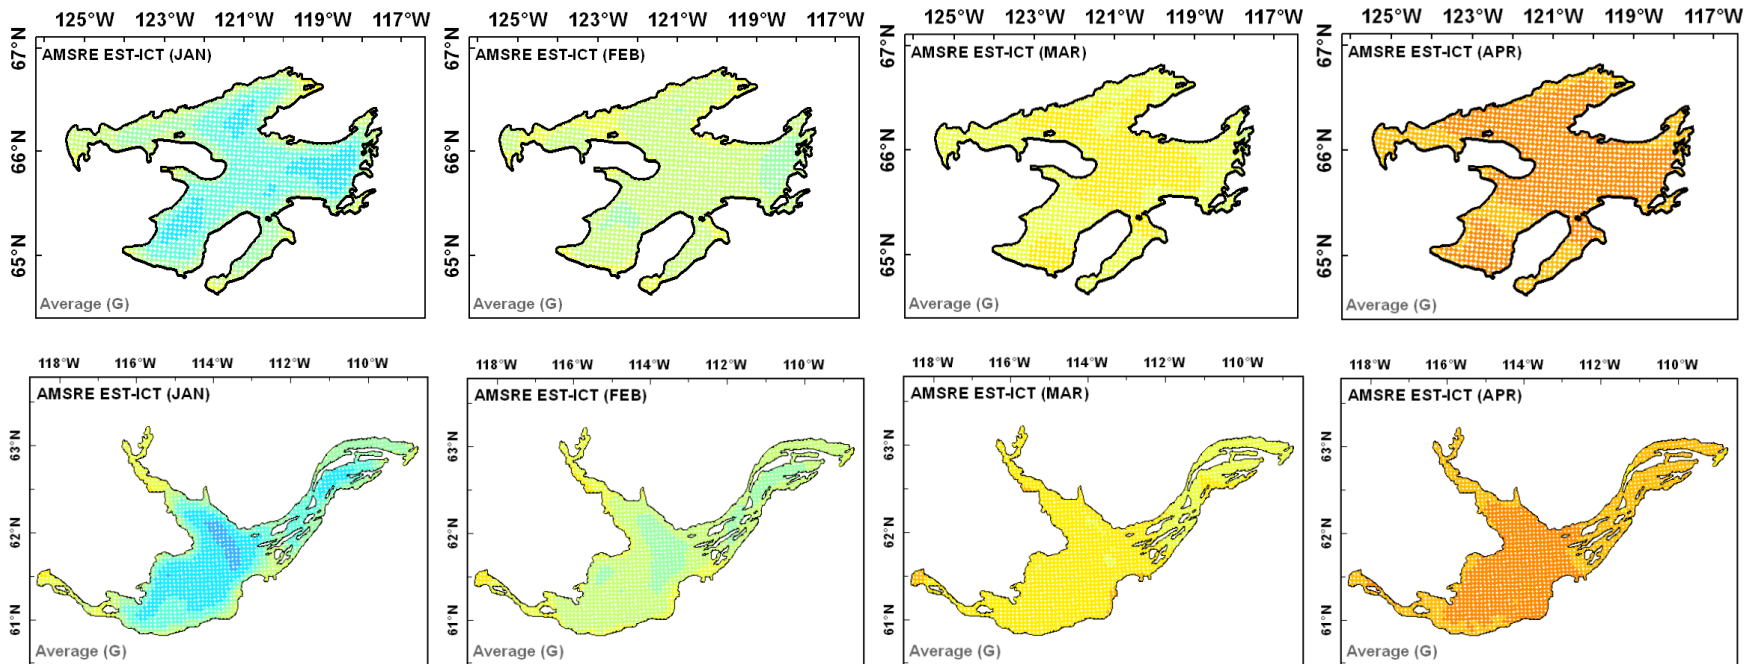 125°W 123°W 121°W 119°W 117°W 125°W 123°W 121°W 119°W 117°W 125°W 123°W 121°W 119°W 117°W 125°W 123°W 121°W 119°W 117°W
67°N 67°N 67°N 67°N
AMSRE EST-ICT (JAN) AMSRE EST-ICT (FEB) AMSRE EST-ICT (MAR) AMSRE EST-ICT (APR)
66°N 66°N 66°N 66°N
65°N 65°N 65°N 65°N
Average (G) Average (G) Average (G) Average (G)
118°W 116°W 114°W 112°W 110°W 118°W 116°W 114°W 112°W 110°W 118°W 116°W 114°W 112°W 110°W 118°W 116°W 114°W 112°W 110°W
AMSRE EST-ICT (JAN) AMSRE EST-ICT (FEB) AMSRE EST-ICT (MAR) AMSRE EST-ICT (APR)
63°N 63°N 63°N 63°N
62°N 62°N 62°N 62°N
61°N 61°N 61°N 61°N
Average (G) Average (G) Average (G) Average (G)